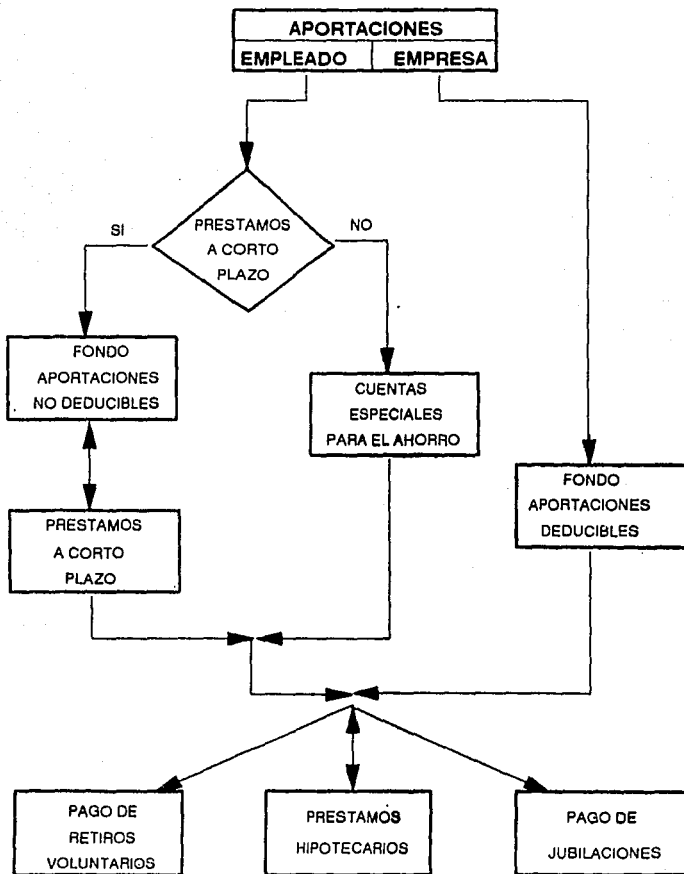 APORTACIONES
EMPLEADO EMPRESA
PRESTAMOS
A CORTO
PLAZO
SI
NO
FONDO
APORTACIONES
NO DEDUCIBLES
CUENTAS
ESPECIALES
PARA EL AHORRO
FONDO
APORTACIONES
DEDUCIBLES
PRESTAMOS
A CORTO
PLAZO
PAGO DE
RETIROS
VOLUNTARIOS
PRESTAMOS
HIPOTECARIOS
PAGO DE
JUBILACIONES